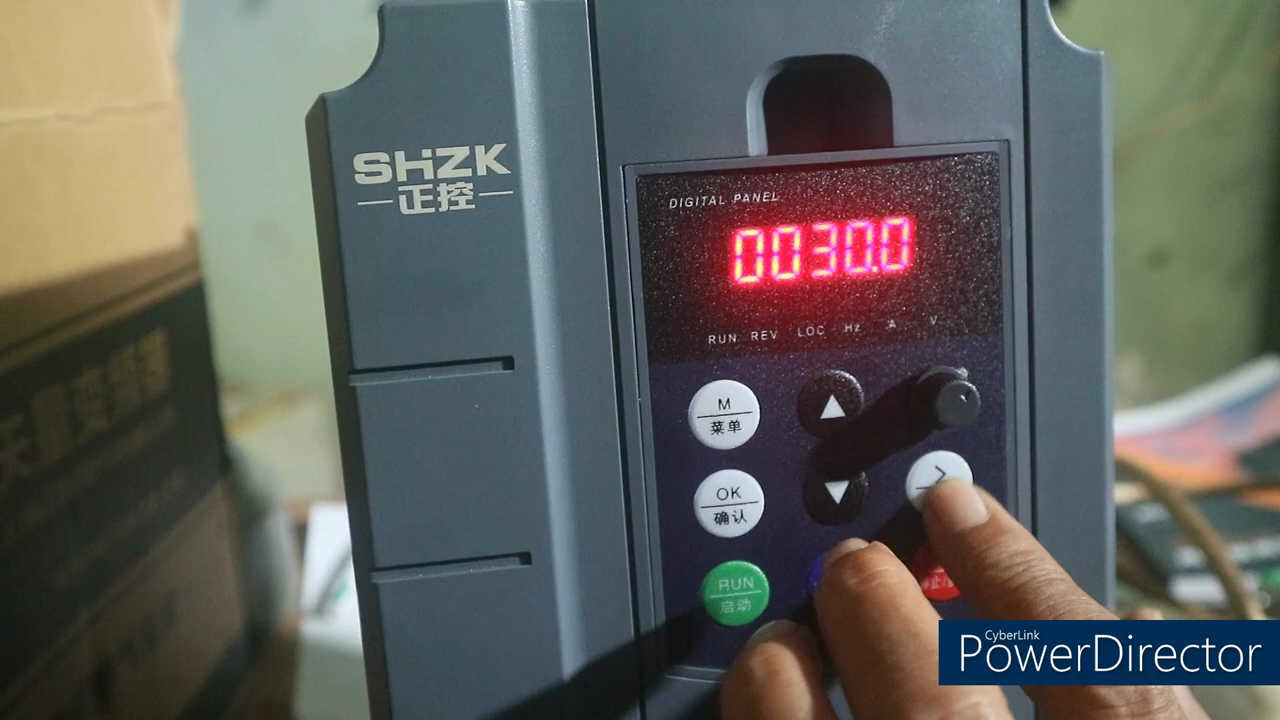 SHZK
正控
DIGITAL PANEL
0030.0
RUN REV LOC Hz A V
M
菜单
OK
确认
RUN
启动
CyberLink
PowerDirector